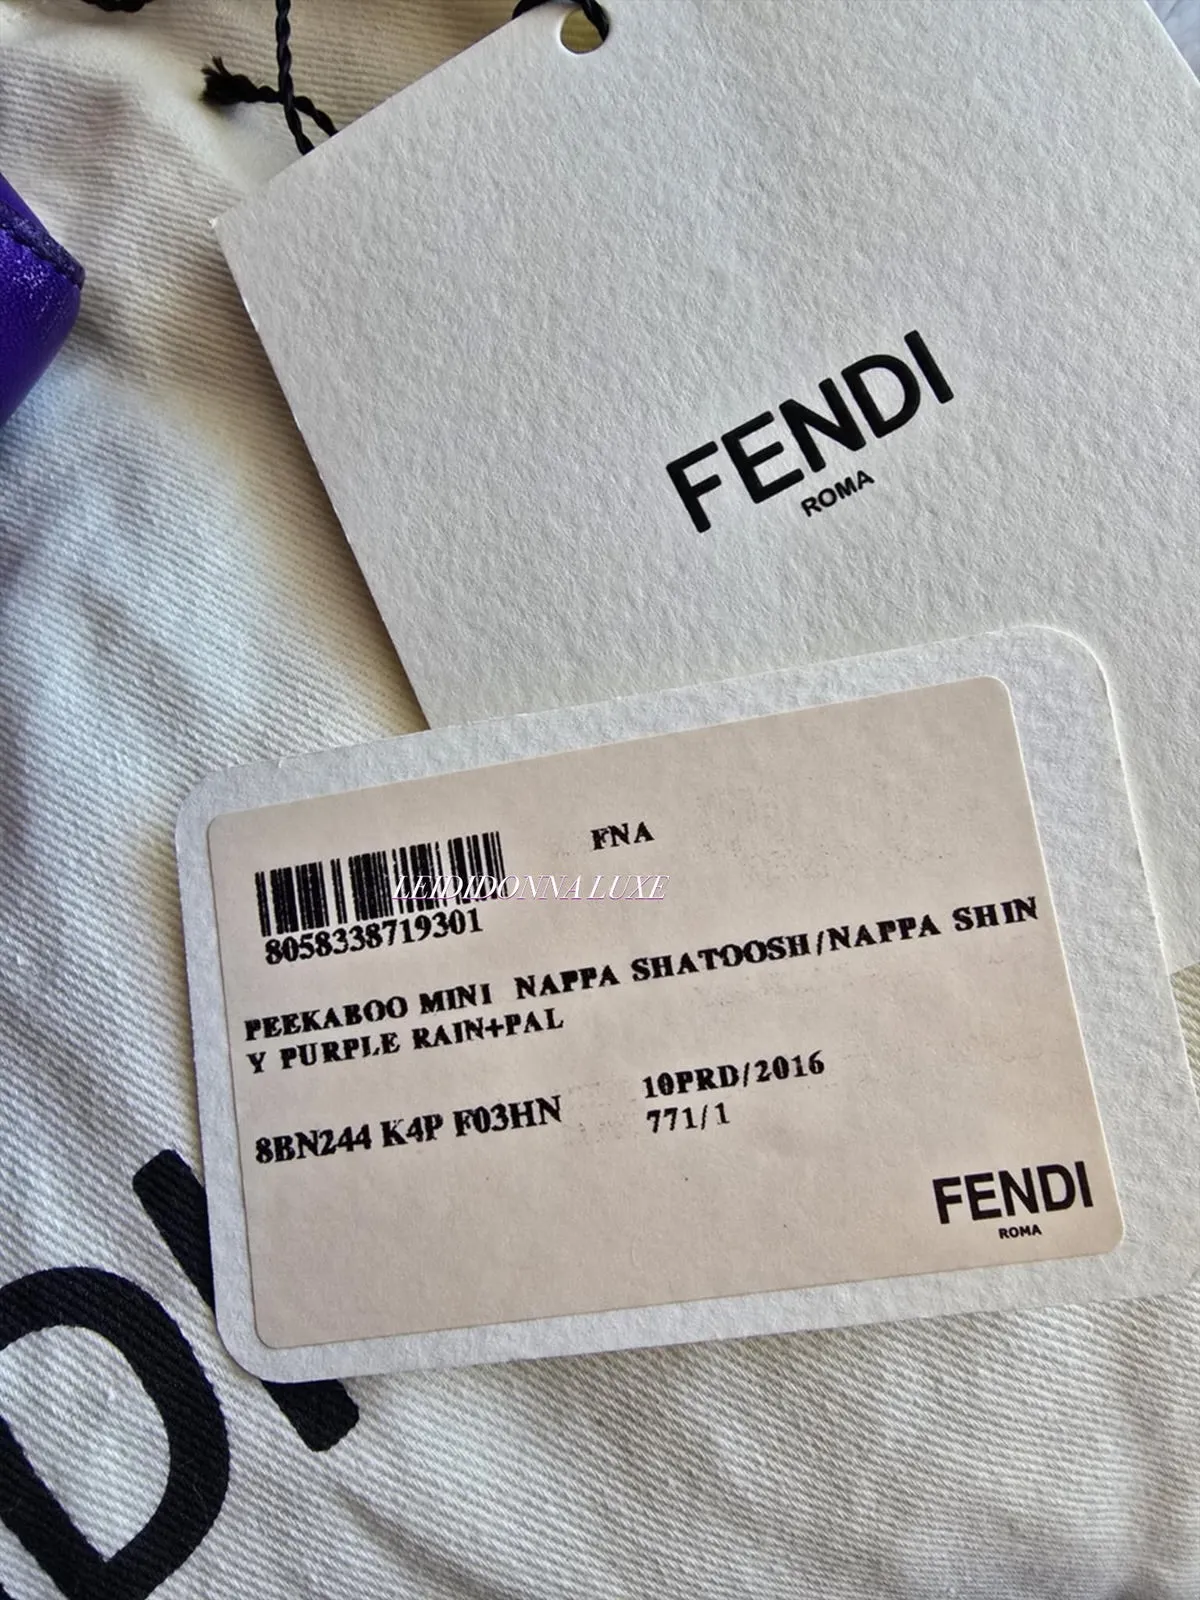 FENDI
ROMA
FNA
LEIDIDONNA LUXE
8058338719301
PEEKABOO MINI NAPPA SHATOOSH/NAPPA SHIN
Y PURPLE RAIN+PAL
10PRD/2016
8BN244 K4P F03HN
771/1
FENDI
ROMA
DI